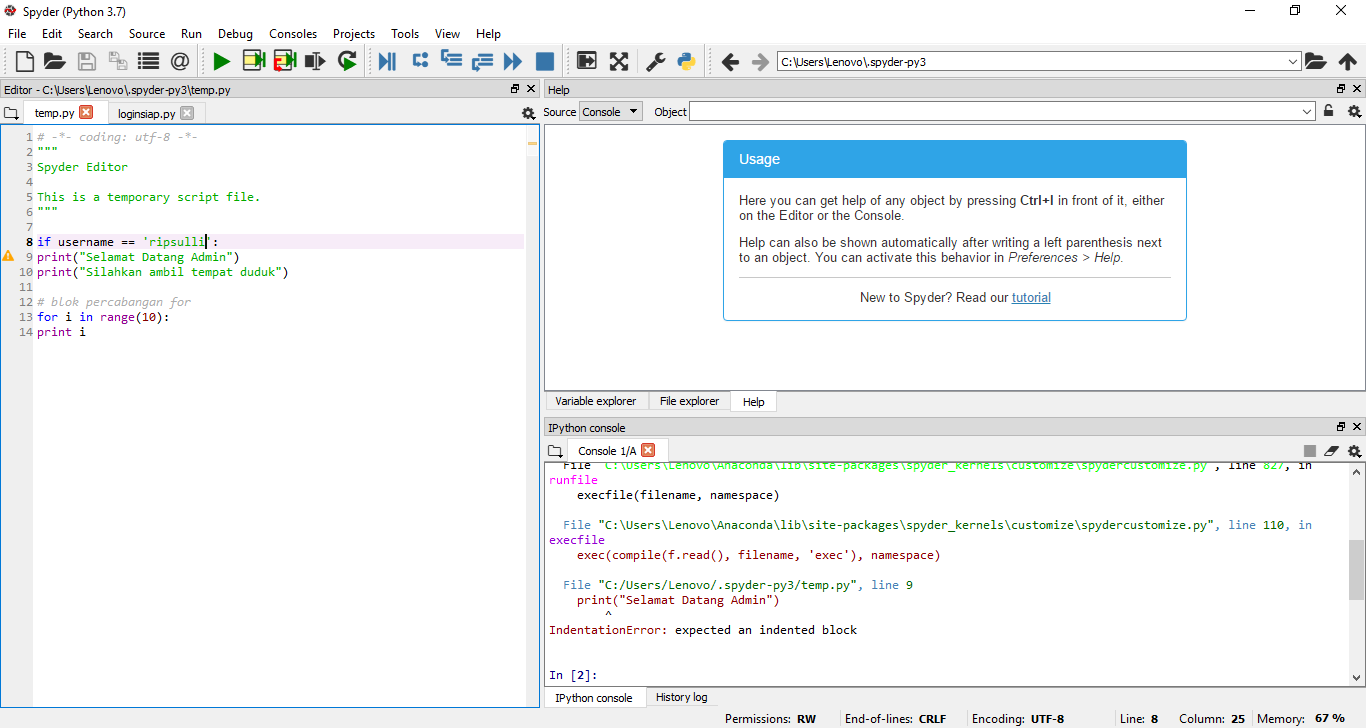 Spyder (Python 3.7)
File Edit Search Source Run Debug Consoles Projects Tools View Help
C:\Users\Lenovo\.spyder-py3
Editor - C:\Users\Lenovo\.spyder-py3\temp.py
temp.py loginsiap.py
1 # -*- coding: utf-8 -*-
2 """
3 Spyder Editor
4
5 This is a temporary script file.
6 """
7
8 if username == 'ripsulli':
9 print("Selamat Datang Admin")
10 print("Silahkan ambil tempat duduk")
11
12 # blok percabangan for
13 for i in range(10):
14 print i
Help
Source Console Object
Usage
Here you can get help of any object by pressing Ctrl+I in front of it, either
on the Editor or the Console.
Help can also be shown automatically after writing a left parenthesis next
to an object. You can activate this behavior in Preferences > Help.
New to Spyder? Read our tutorial
Variable explorer File explorer Help
IPython console
Console 1/A
File "C:\Users\Lenovo\Anaconda\lib\site-packages\spyder_kernels\customize\spydercustomize.py", line 827, in
runfile
execfile(filename, namespace)
File "C:\Users\Lenovo\Anaconda\lib\site-packages\spyder_kernels\customize\spydercustomize.py", line 110, in
execfile
exec(compile(f.read(), filename, 'exec'), namespace)
File "C:/Users/Lenovo/.spyder-py3/temp.py", line 9
print("Selamat Datang Admin")
^
IndentationError: expected an indented block
In [2]:
IPython console History log
Permissions: RW End-of-lines: CRLF Encoding: UTF-8 Line: 8 Column: 25 Memory: 67 %